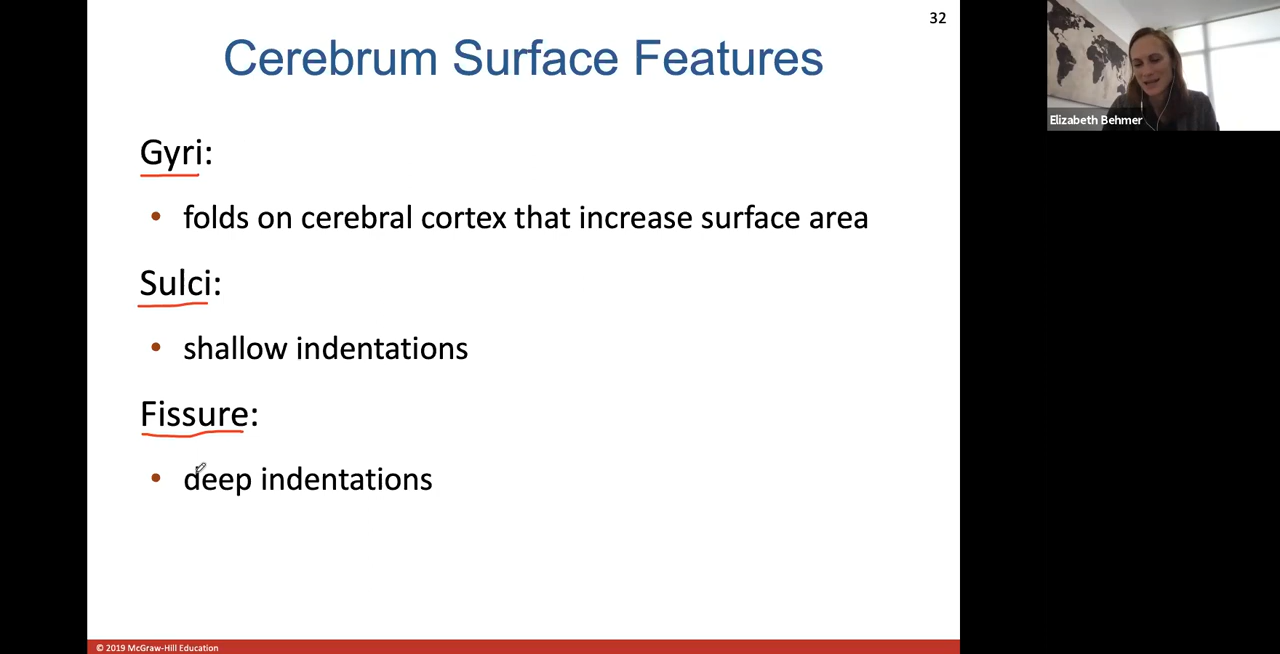 32
Cerebrum Surface Features
Elizabeth Behmer
Gyri:
• folds on cerebral cortex that increase surface area
Sulci:
• shallow indentations
Fissure:
• deep indentations
© 2019 McGraw-Hill Education